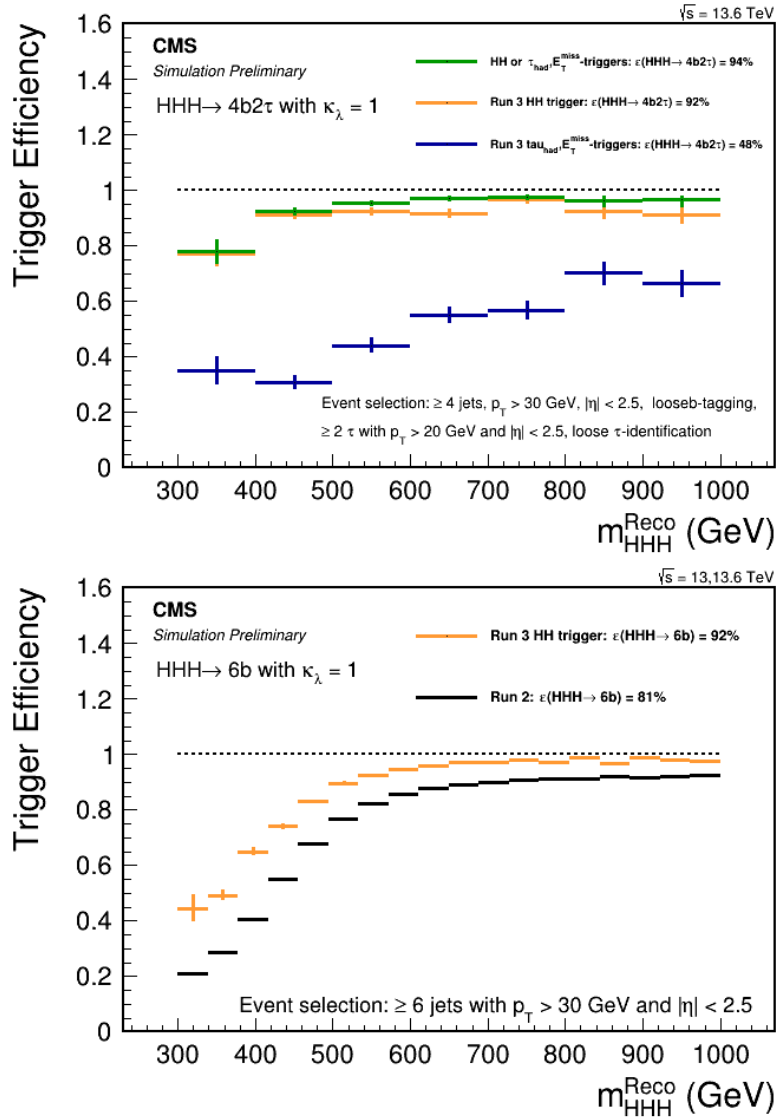 √s = 13.6 TeV
CMS
Simulation Preliminary
HHH→ 4b2τ with κλ = 1
HH or τhad,ETmiss-triggers: ε(HHH→ 4b2τ) = 94%
Run 3 HH trigger: ε(HHH→ 4b2τ) = 92%
Run 3 tauhad,ETmiss-triggers: ε(HHH→ 4b2τ) = 48%
Trigger Efficiency
1.6
1.4
1.2
1
0.8
0.6
0.4
0.2
0
Event selection: ≥ 4 jets, pT > 30 GeV, |η| < 2.5, looseb-tagging,
≥ 2 τ with pT > 20 GeV and |η| < 2.5, loose τ-identification
300 400 500 600 700 800 900 1000
mHHHReco (GeV)
√s = 13,13.6 TeV
CMS
Simulation Preliminary
HHH→ 6b with κλ = 1
Run 3 HH trigger: ε(HHH→ 6b) = 92%
Run 2: ε(HHH→ 6b) = 81%
Trigger Efficiency
1.6
1.4
1.2
1
0.8
0.6
0.4
0.2
0
Event selection: ≥ 6 jets with pT > 30 GeV and |η| < 2.5
300 400 500 600 700 800 900 1000
mHHHReco (GeV)